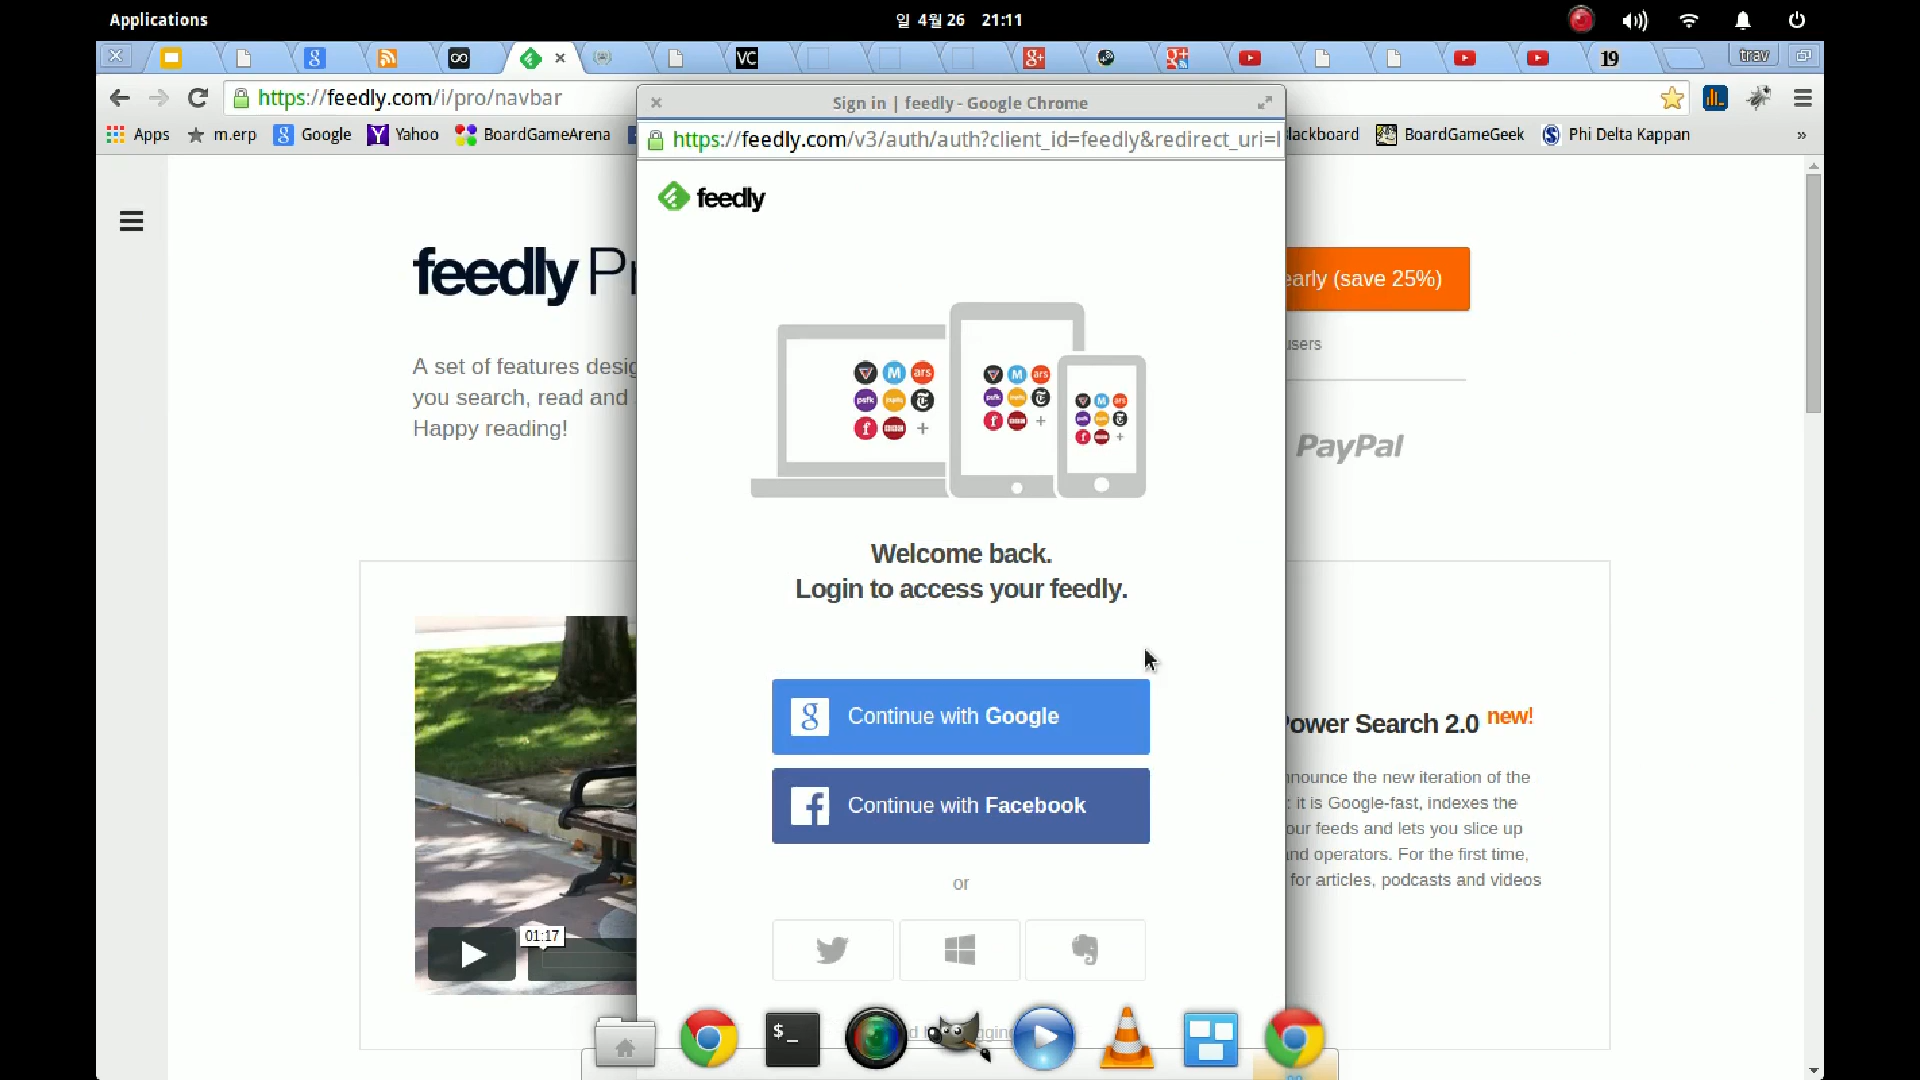 Applications
일 4월 26 21:11
VC
19
trav
https://feedly.com/i/pro/navbar
Apps
m.erp
Google
Yahoo
BoardGameArena
lackboard
BoardGameGeek
Phi Delta Kappan
»
Sign in | feedly - Google Chrome
https://feedly.com/v3/auth/auth?client_id=feedly&redirect_uri=
feedly
feedly Pr
early (save 25%)
users
PayPal
A set of features desig
you search, read and
Happy reading!
Welcome back.
Login to access your feedly.
Continue with Google
Continue with Facebook
or
01:17
Power Search 2.0 new!
nnounce the new iteration of the
: it is Google-fast, indexes the
our feeds and lets you slice up
nd operators. For the first time,
for articles, podcasts and videos
$_